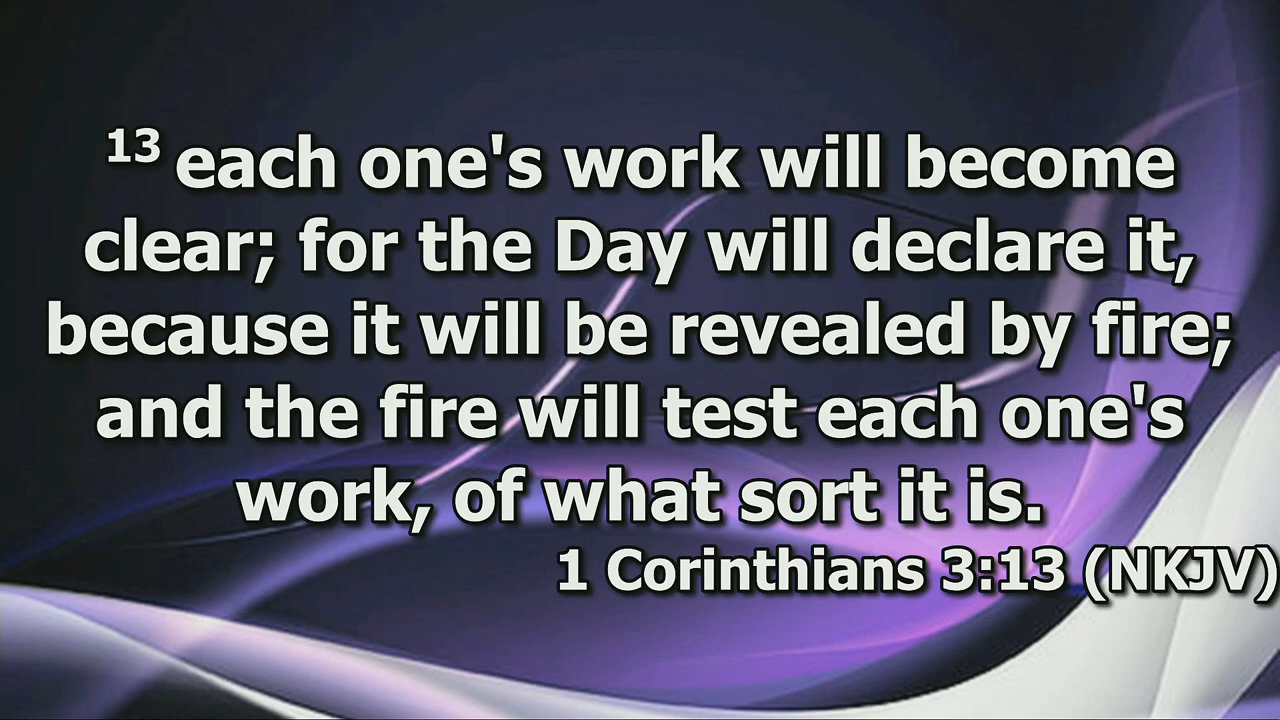 13 each one's work will become
clear; for the Day will declare it,
because it will be revealed by fire;
and the fire will test each one's
work, of what sort it is.
1 Corinthians 3:13 (NKJV)